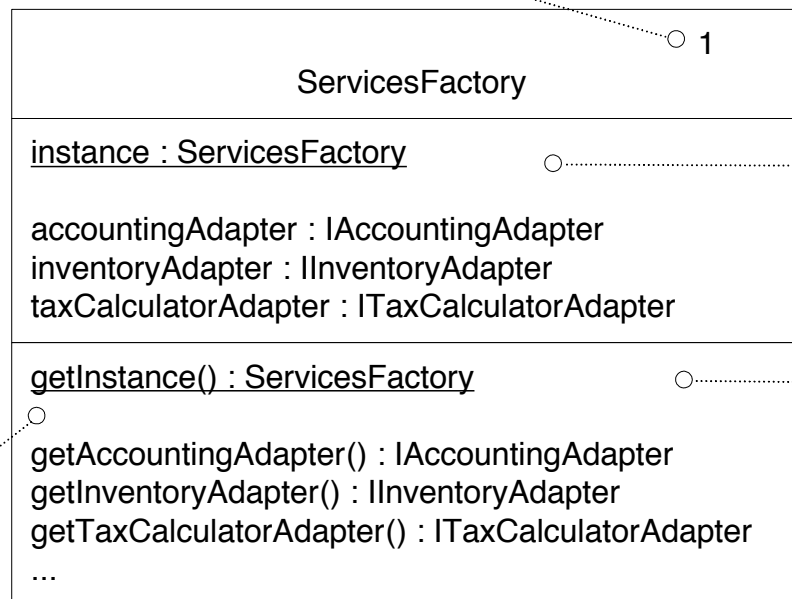 1
ServicesFactory
instance : ServicesFactory
accountingAdapter : IAccountingAdapter
inventoryAdapter : IInventoryAdapter
taxCalculatorAdapter : ITaxCalculatorAdapter
getInstance() : ServicesFactory
getAccountingAdapter() : IAccountingAdapter
getInventoryAdapter() : IInventoryAdapter
getTaxCalculatorAdapter() : ITaxCalculatorAdapter
...